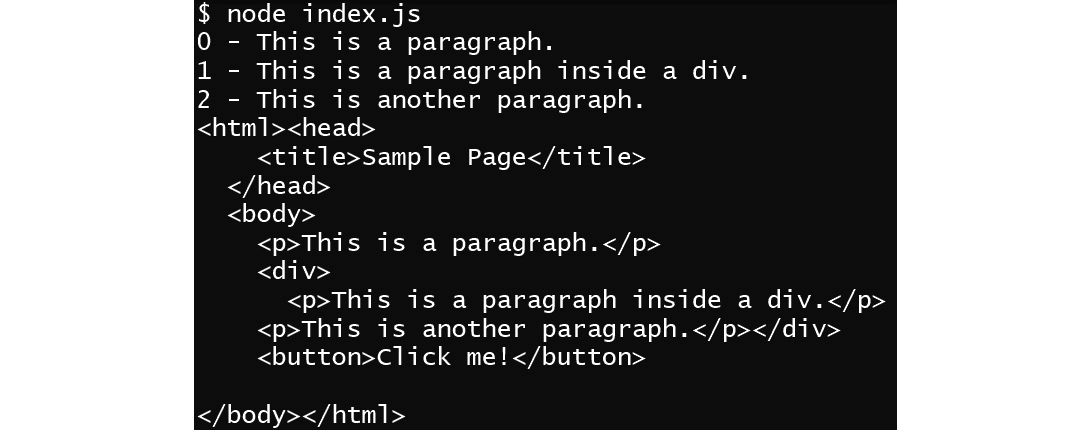 $ node index.js
0 - This is a paragraph.
1 - This is a paragraph inside a div.
2 - This is another paragraph.
<html><head>
    <title>Sample Page</title>
  </head>
  <body>
    <p>This is a paragraph.</p>
    <div>
      <p>This is a paragraph inside a div.</p>
    <p>This is another paragraph.</p></div>
    <button>Click me!</button>

</body></html>